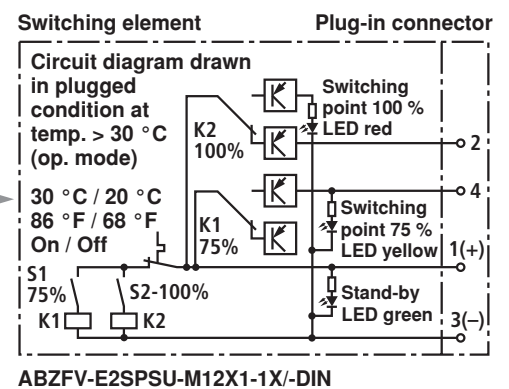 Switching element
Plug-in connector
Circuit diagram drawn
in plugged
condition at
temp. > 30 °C
(op. mode)
30 °C / 20 °C
86 °F / 68 °F
On / Off
K2
100%
Switching
point 100 %
LED red
2
4
K1
75%
Switching
point 75 %
LED yellow
1(+)
S1
75%
S2-100%
K1
K2
Stand-by
LED green
3(–)
ABZFV-E2SPSU-M12X1-1X/-DIN